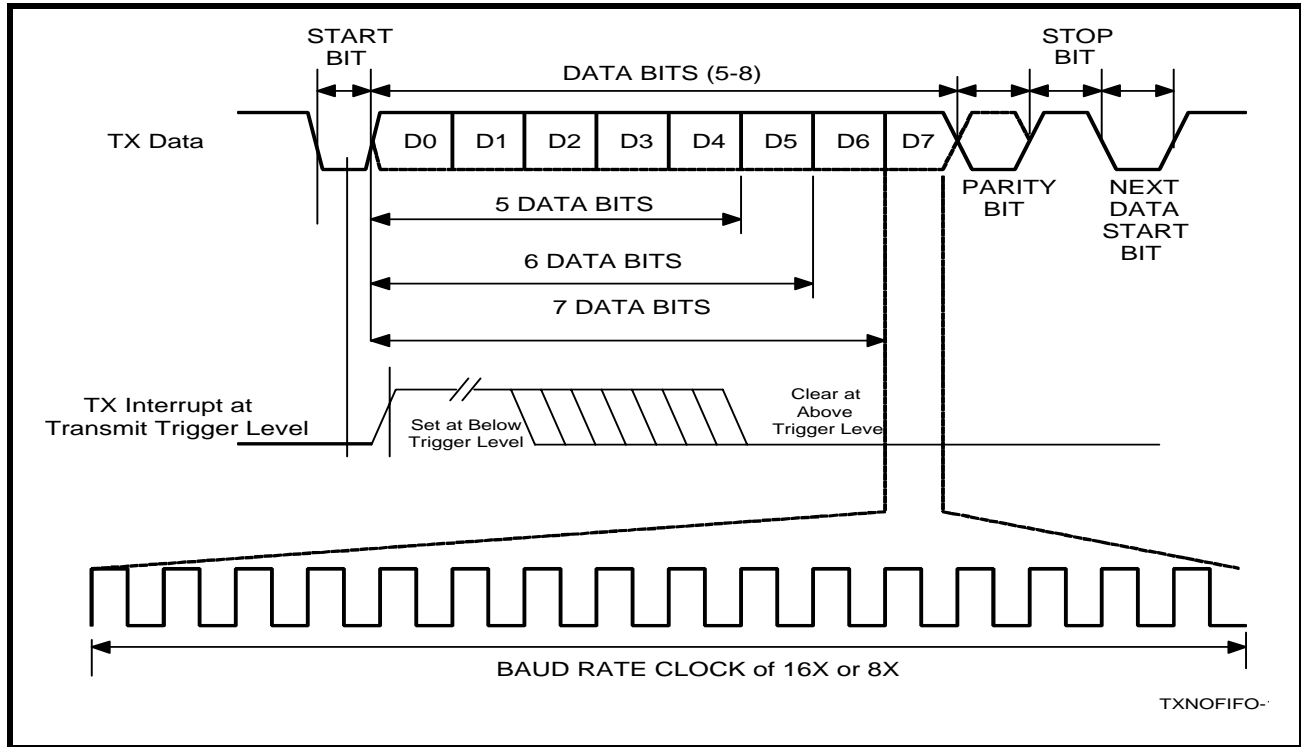 START
BIT
STOP
BIT
DATA BITS (5-8)
TX Data
D0 D1 D2 D3 D4 D5 D6 D7
PARITY
BIT
NEXT
DATA
START
BIT
5 DATA BITS
6 DATA BITS
7 DATA BITS
TX Interrupt at
Transmit Trigger Level
Set at Below
Trigger Level
Clear at
Above
Trigger Leve
BAUD RATE CLOCK of 16X or 8X
TXNOFIFO-